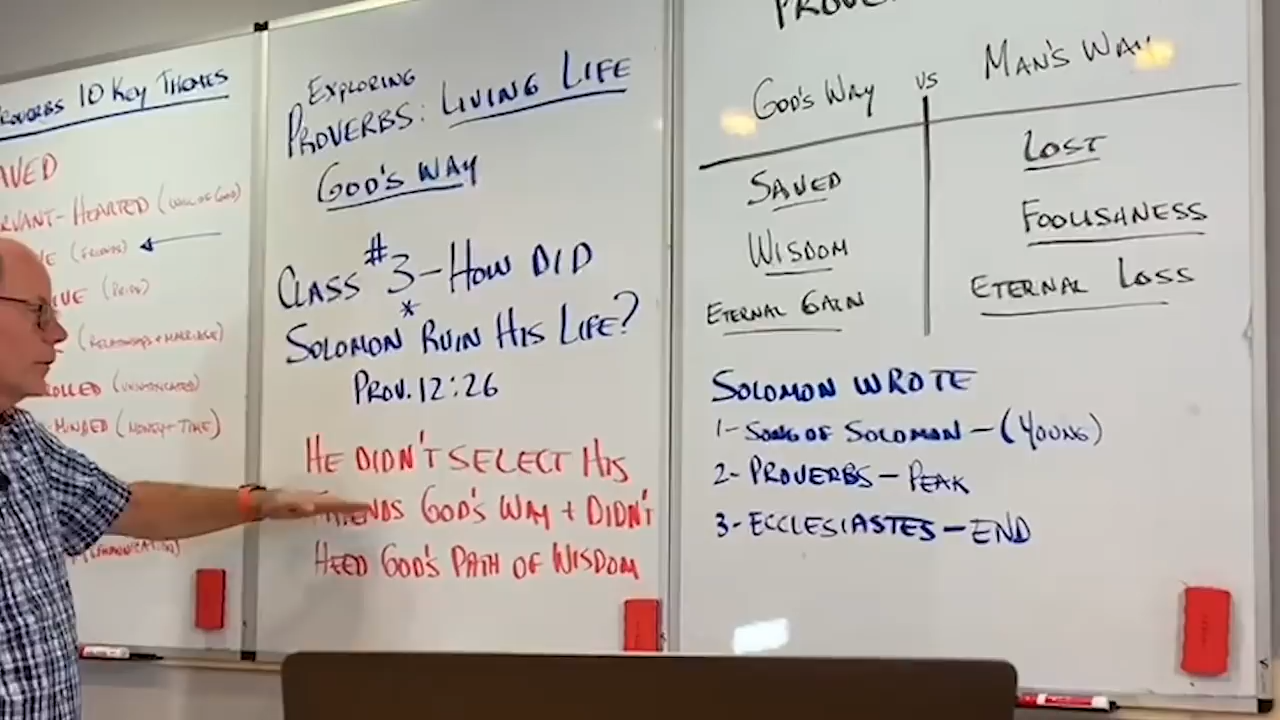 PROVERBS 10 KEY THEMES
AVED
RVANT-HEARTED (WILL OF GOD)
VE (FRIENDS)
(PRIDE)
(RELATIONSHIPS + MARRIAGE)
OLLED (UNINTOXICATED)
-MINDED (MONEY + TIME)
EXPLORING
PROVERBS: LIVING LIFE
GOD'S WAY
CLASS #3 - HOW DID
*
SOLOMON RUIN HIS LIFE?
PROV. 12:26
HE DIDN'T SELECT HIS
FRIENDS GOD'S WAY + DIDN'T
HEED GOD'S PATH OF WISDOM
GOD'S WAY VS MAN'S WAY
SAVED LOST
WISDOM FOOLISHNESS
ETERNAL GAIN ETERNAL LOSS
SOLOMON WROTE
1- SONG OF SOLOMON - (YOUNG)
2- PROVERBS - PEAK
3- ECCLESIASTES - END